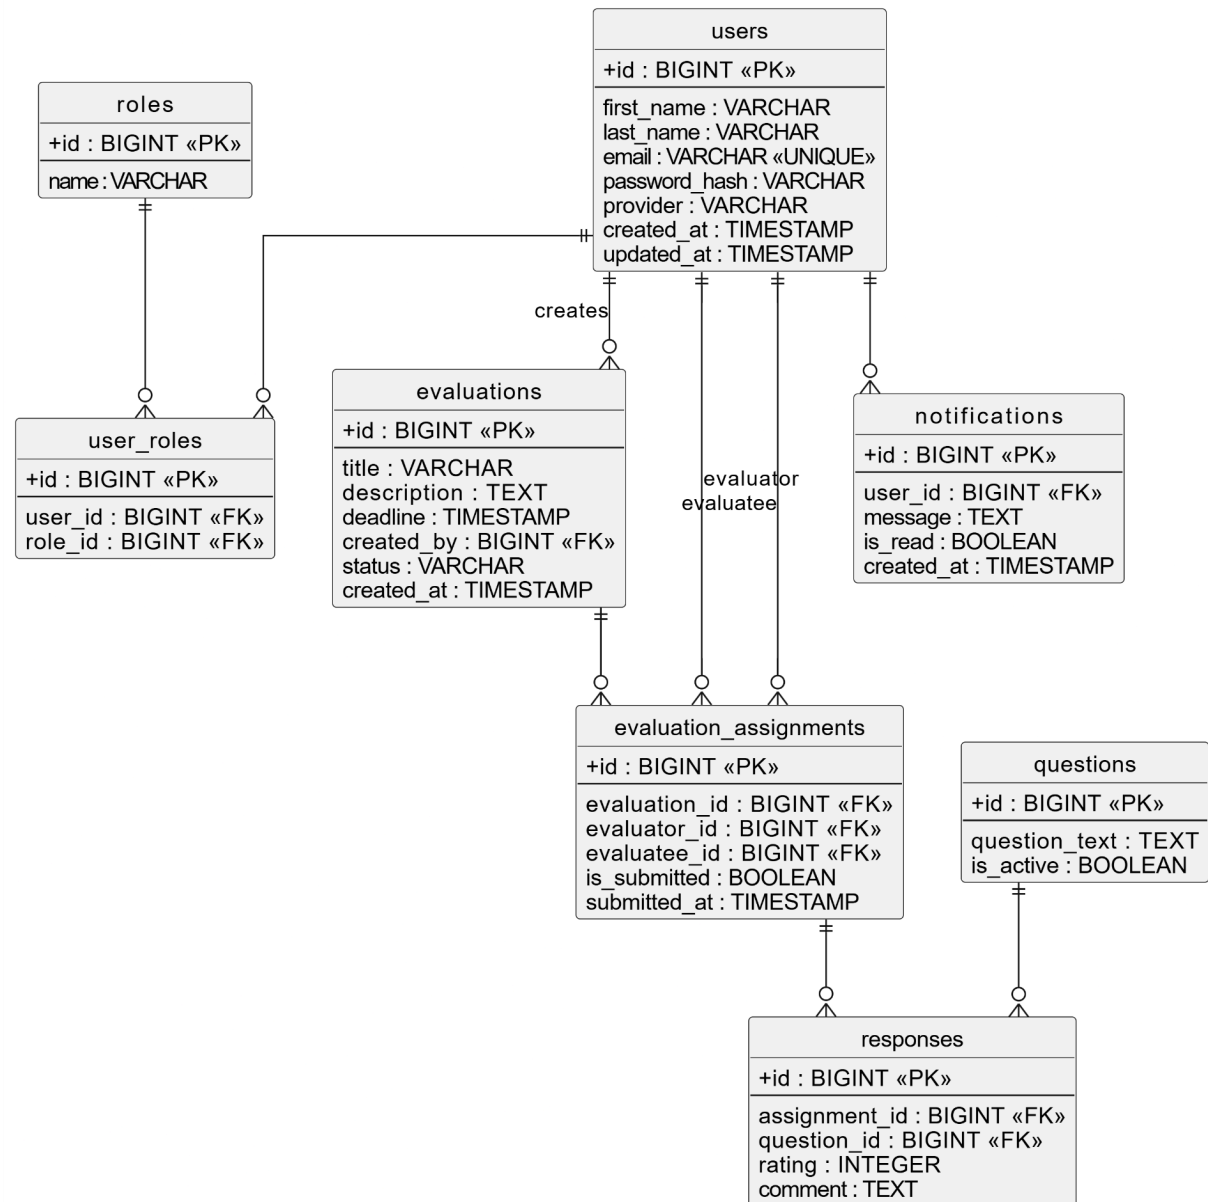 users
+id : BIGINT «PK»
first_name : VARCHAR
last_name : VARCHAR
email : VARCHAR «UNIQUE»
password_hash : VARCHAR
provider : VARCHAR
created_at : TIMESTAMP
updated_at : TIMESTAMP
roles
+id : BIGINT «PK»
name : VARCHAR
creates
user_roles
+id : BIGINT «PK»
user_id : BIGINT «FK»
role_id : BIGINT «FK»
evaluations
+id : BIGINT «PK»
title : VARCHAR
description : TEXT
deadline : TIMESTAMP
created_by : BIGINT «FK»
status : VARCHAR
created_at : TIMESTAMP
evaluator
evaluatee
notifications
+id : BIGINT «PK»
user_id : BIGINT «FK»
message : TEXT
is_read : BOOLEAN
created_at : TIMESTAMP
evaluation_assignments
+id : BIGINT «PK»
evaluation_id : BIGINT «FK»
evaluator_id : BIGINT «FK»
evaluatee_id : BIGINT «FK»
is_submitted : BOOLEAN
submitted_at : TIMESTAMP
questions
+id : BIGINT «PK»
question_text : TEXT
is_active : BOOLEAN
responses
+id : BIGINT «PK»
assignment_id : BIGINT «FK»
question_id : BIGINT «FK»
rating : INTEGER
comment : TEXT